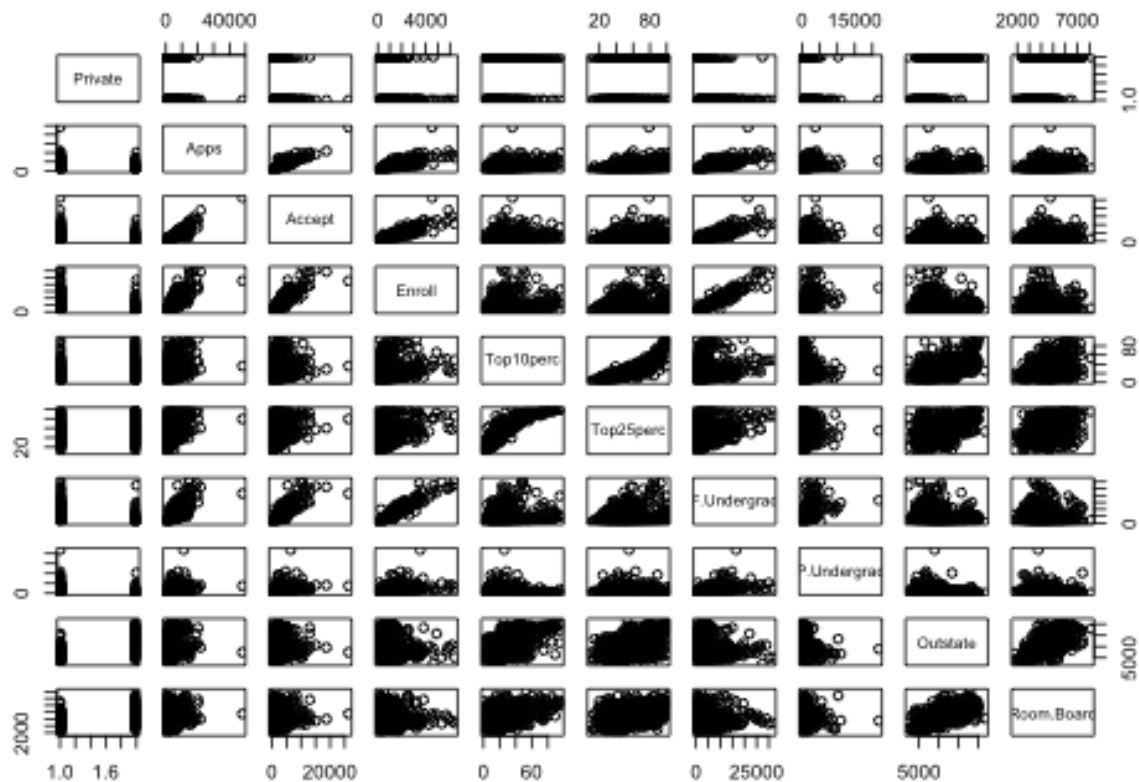 0 40000 0 4000 20 80 0 15000 2000 7000
Private
1.0
Apps
0
Accept
0
Enroll
0
Top10perc
0 80
Top25perc
20
F.Undergrad
0
P.Undergrad
0
Outstate
5000
Room.Board
2000
1.0 1.6 0 20000 0 60 0 25000 5000